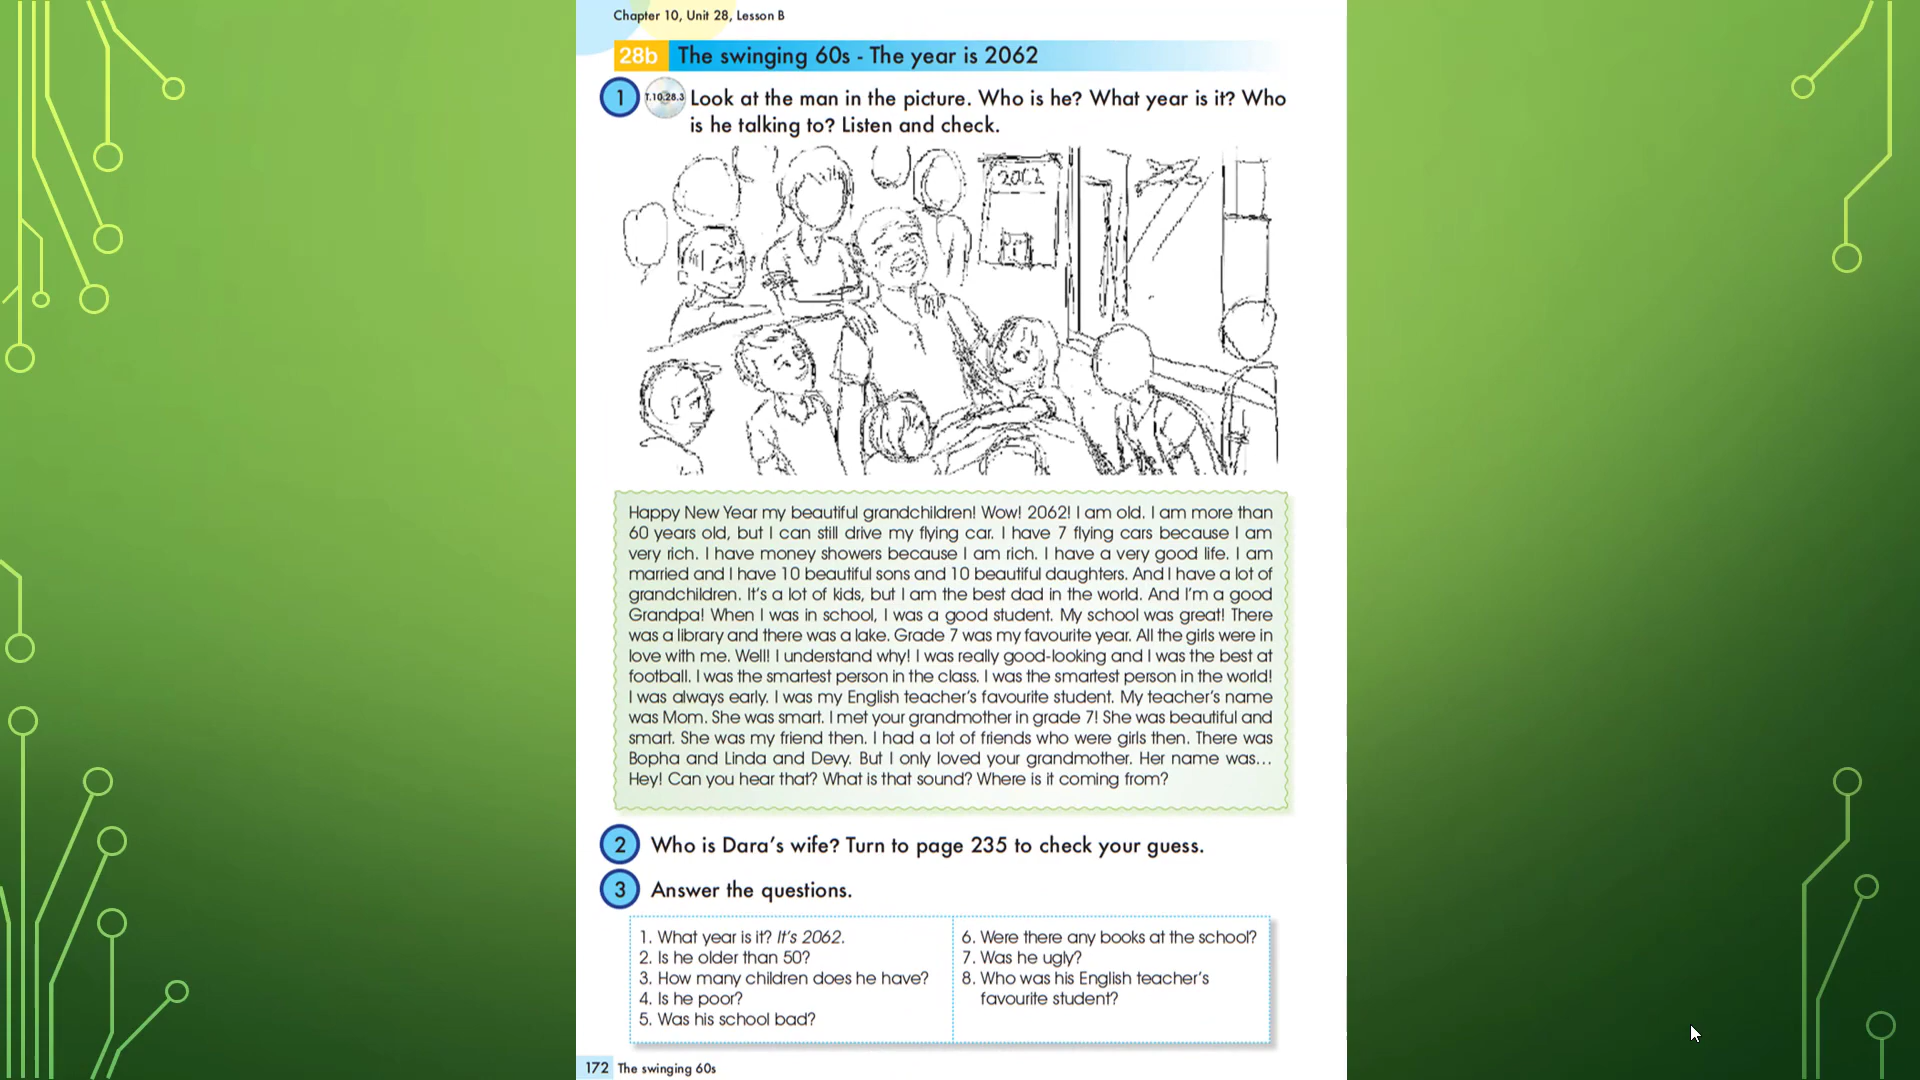 Chapter 10, Unit 28, Lesson B
28b The swinging 60s - The year is 2062
1 T.10.28.3 Look at the man in the picture. Who is he? What year is it? Who
is he talking to? Listen and check.
2062
Happy New Year my beautiful grandchildren! Wow! 2062! I am old. I am more than
60 years old, but I can still drive my flying car. I have 7 flying cars because I am
very rich. I have money showers because I am rich. I have a very good life. I am
married and I have 10 beautiful sons and 10 beautiful daughters. And I have a lot of
grandchildren. It's a lot of kids, but I am the best dad in the world. And I'm a good
Grandpa! When I was in school, I was a good student. My school was great! There
was a library and there was a lake. Grade 7 was my favourite year. All the girls were in
love with me. Well! I understand why! I was really good-looking and I was the best at
football. I was the smartest person in the class. I was the smartest person in the world!
I was always early. I was my English teacher's favourite student. My teacher's name
was Mom. She was smart. I met your grandmother in grade 7! She was beautiful and
smart. She was my friend then. I had a lot of friends who were girls then. There was
Bopha and Linda and Devy. But I only loved your grandmother. Her name was...
Hey! Can you hear that? What is that sound? Where is it coming from?
2 Who is Dara's wife? Turn to page 235 to check your guess.
3 Answer the questions.
1. What year is it? It's 2062.
2. Is he older than 50?
3. How many children does he have?
4. Is he poor?
5. Was his school bad?
6. Were there any books at the school?
7. Was he ugly?
8. Who was his English teacher's
favourite student?
172 The swinging 60s